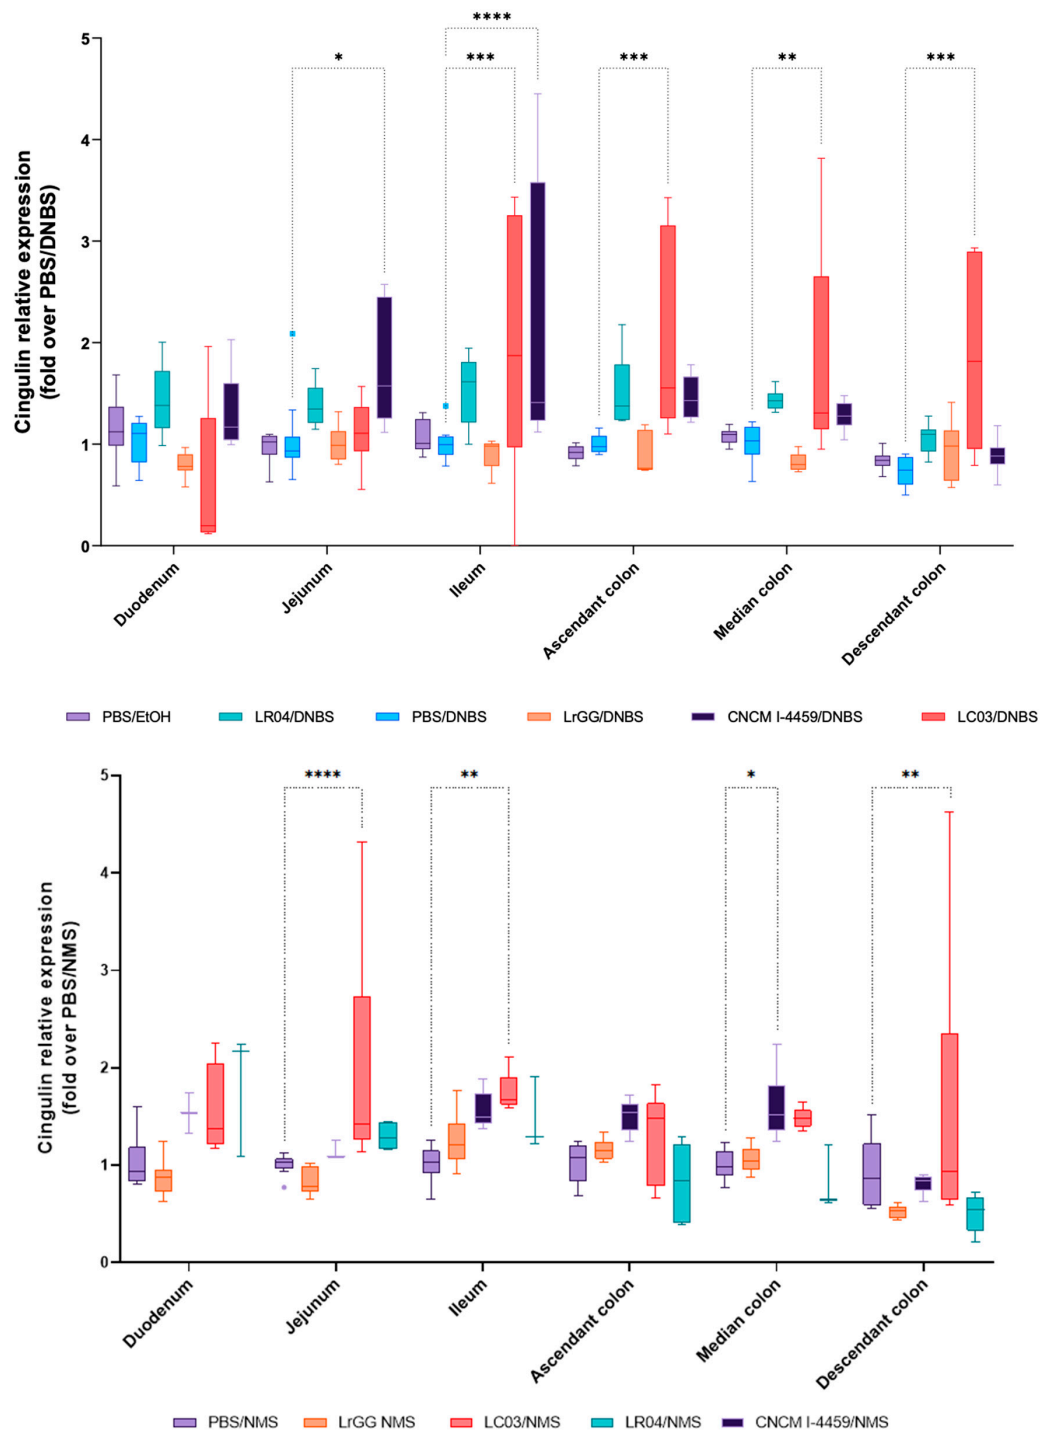 ****
* *** *** ** ***
5
4
3
2
1
0
Cingulin relative expression
(fold over PBS/DNBS)
Duodenum Jejunum Ileum Ascendant colon Median colon Descendant colon
PBS/EtOH LR04/DNBS PBS/DNBS LrGG/DNBS CNCM I-4459/DNBS LC03/DNBS
**** ** * **
5
4
3
2
1
0
Cingulin relative expression
(fold over PBS/NMS)
Duodenum Jejunum Ileum Ascendant colon Median colon Descendant colon
PBS/NMS LrGG NMS LC03/NMS LR04/NMS CNCM I-4459/NMS